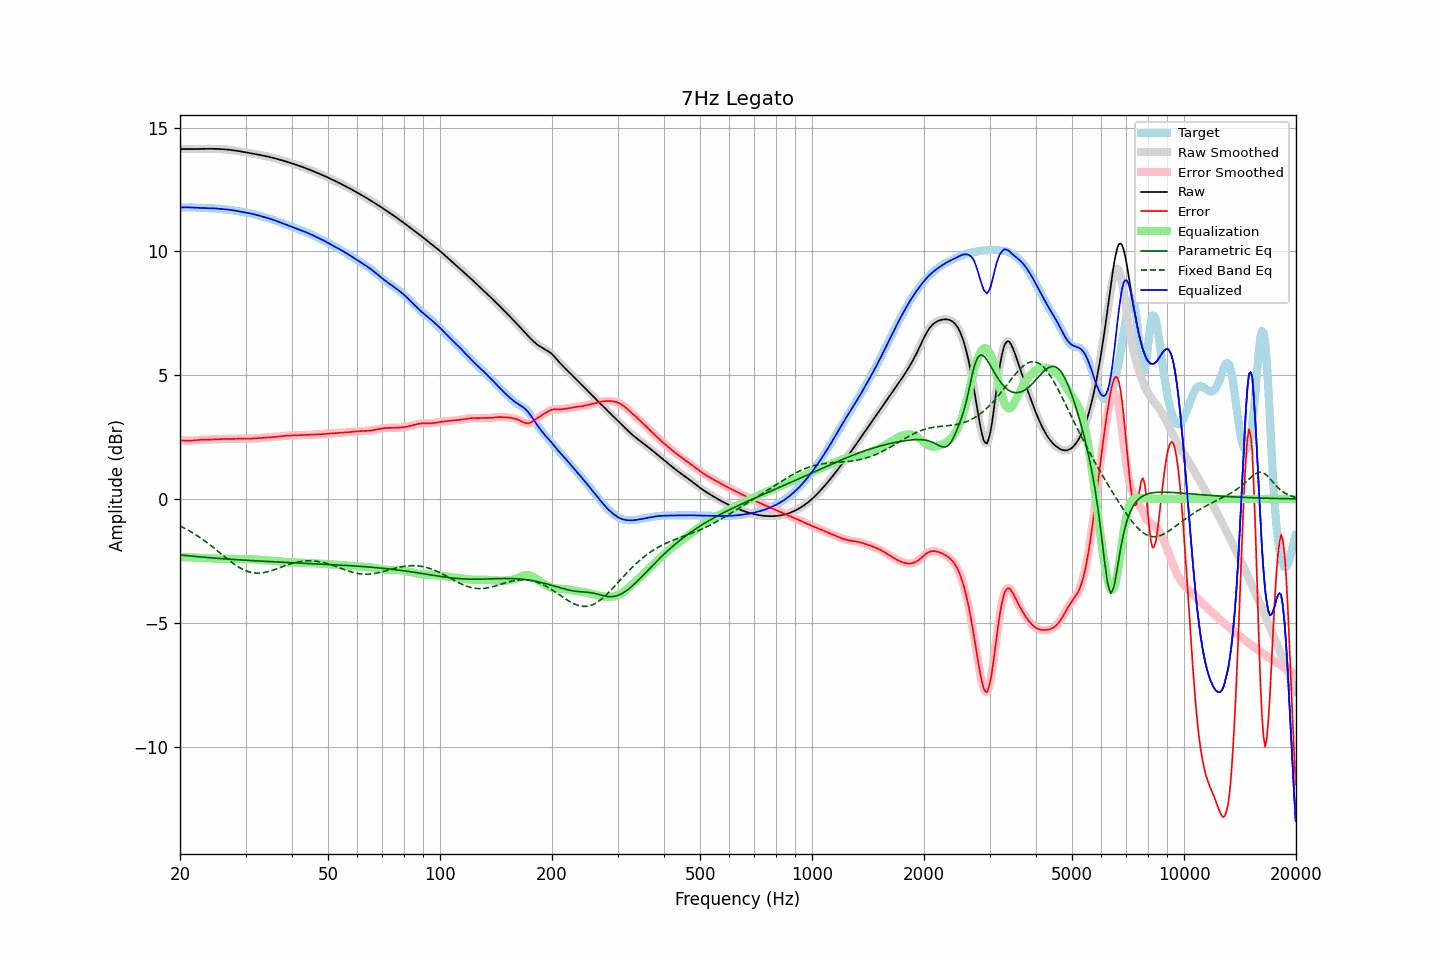 7Hz Legato
15
10
5
0
−5
−10
Amplitude (dBr)
Target
Raw Smoothed
Error Smoothed
Raw
Error
Equalization
Parametric Eq
Fixed Band Eq
Equalized
20 50 100 200 500 1000 2000 5000 10000 20000
Frequency (Hz)